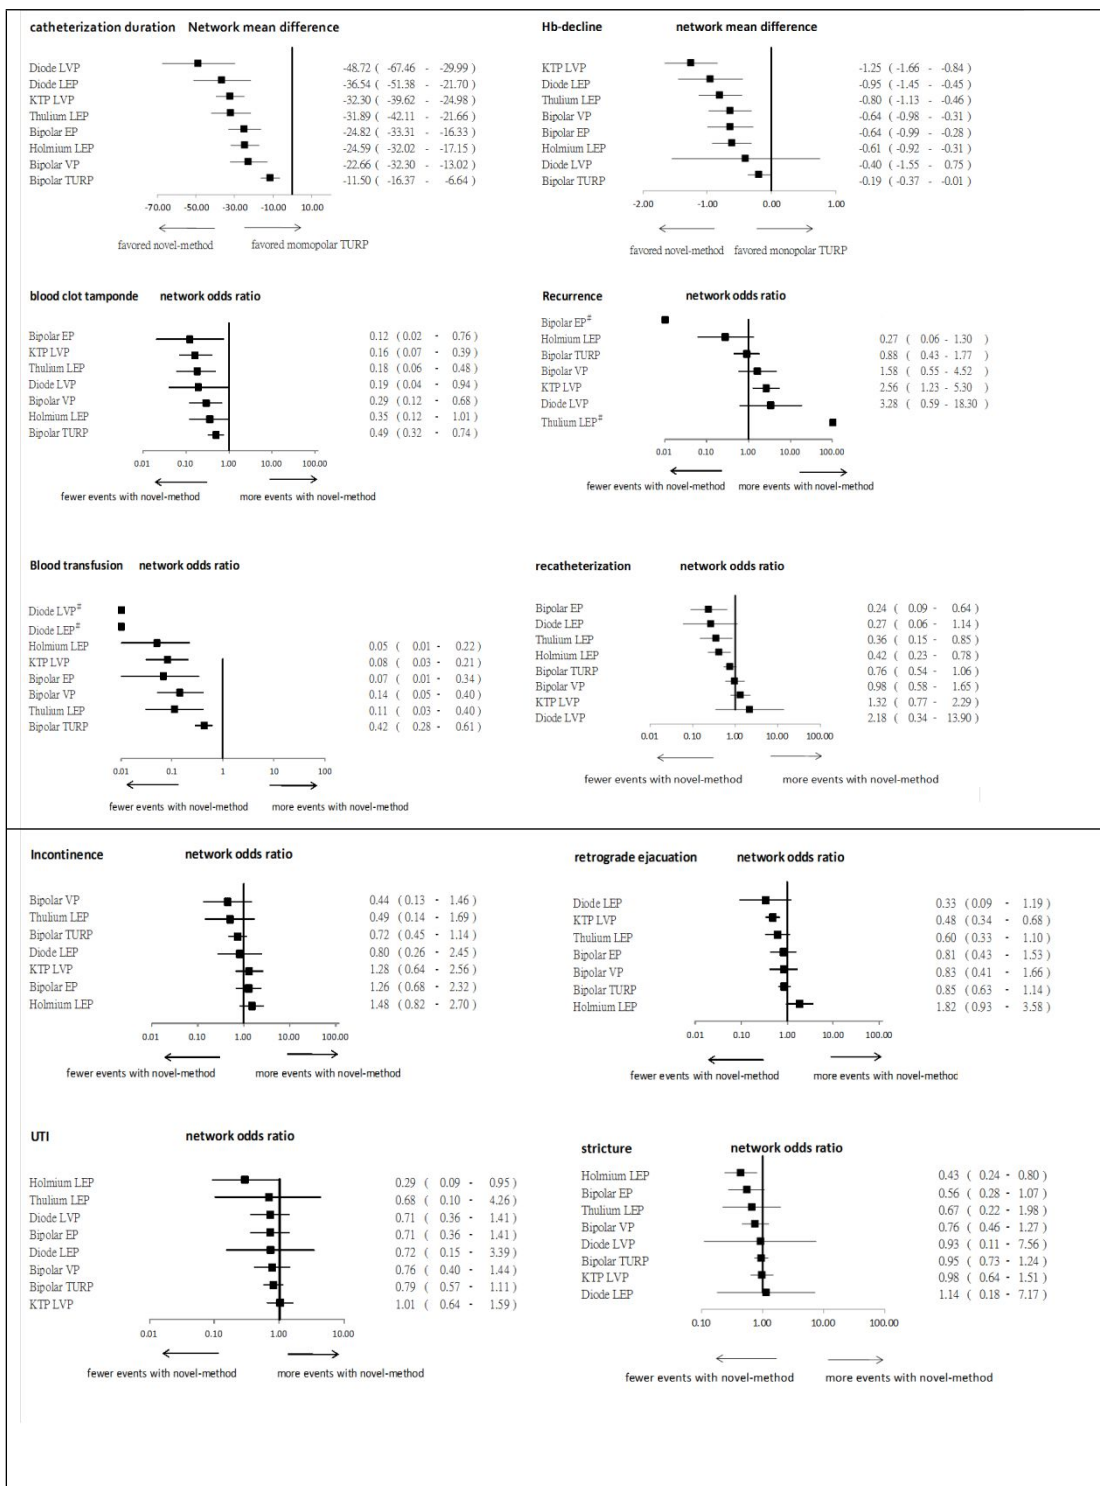 catheterization duration Network mean difference
Diode LVP -48.72 ( -67.46 - -29.99 )
Diode LEP -36.54 ( -51.38 - -21.70 )
KTP LVP -32.30 ( -39.62 - -24.98 )
Thulium LEP -31.89 ( -42.11 - -21.66 )
Bipolar EP -24.82 ( -33.31 - -16.33 )
Holmium LEP -24.59 ( -32.02 - -17.15 )
Bipolar VP -22.66 ( -32.30 - -13.02 )
Bipolar TURP -11.50 ( -16.37 - -6.64 )
-70.00 -50.00 -30.00 -10.00 10.00
favored novel-method favored momopolar TURP
Hb-decline network mean difference
KTP LVP -1.25 ( -1.66 - -0.84 )
Diode LEP -0.95 ( -1.45 - -0.45 )
Thulium LEP -0.80 ( -1.13 - -0.46 )
Bipolar VP -0.64 ( -0.98 - -0.31 )
Bipolar EP -0.64 ( -0.99 - -0.28 )
Holmium LEP -0.61 ( -0.92 - -0.31 )
Diode LVP -0.40 ( -1.55 - 0.75 )
Bipolar TURP -0.19 ( -0.37 - -0.01 )
-2.00 -1.00 0.00 1.00
favored novel-method favored monopolar TURP
blood clot tamponde network odds ratio
Bipolar EP 0.12 ( 0.02 - 0.76 )
KTP LVP 0.16 ( 0.07 - 0.39 )
Thulium LEP 0.18 ( 0.06 - 0.48 )
Diode LVP 0.19 ( 0.04 - 0.94 )
Bipolar VP 0.29 ( 0.12 - 0.68 )
Holmium LEP 0.35 ( 0.12 - 1.01 )
Bipolar TURP 0.49 ( 0.32 - 0.74 )
0.01 0.10 1.00 10.00 100.00
fewer events with novel-method more events with novel-method
Recurrence network odds ratio
Bipolar EP#
Holmium LEP 0.27 ( 0.06 - 1.30 )
Bipolar TURP 0.88 ( 0.43 - 1.77 )
Bipolar VP 1.58 ( 0.55 - 4.52 )
KTP LVP 2.56 ( 1.23 - 5.30 )
Diode LVP 3.28 ( 0.59 - 18.30 )
Thulium LEP#
0.01 0.10 1.00 10.00 100.00
fewer events with novel-method more events with novel-method
Blood transfusion network odds ratio
Diode LVP#
Diode LEP#
Holmium LEP 0.05 ( 0.01 - 0.22 )
KTP LVP 0.08 ( 0.03 - 0.21 )
Bipolar EP 0.07 ( 0.01 - 0.34 )
Bipolar VP 0.14 ( 0.05 - 0.40 )
Thulium LEP 0.11 ( 0.03 - 0.40 )
Bipolar TURP 0.42 ( 0.28 - 0.61 )
0.01 0.1 1 10 100
fewer events with novel-method more events with novel-method
recatheterization network odds ratio
Bipolar EP 0.24 ( 0.09 - 0.64 )
Diode LEP 0.27 ( 0.06 - 1.14 )
Thulium LEP 0.36 ( 0.15 - 0.85 )
Holmium LEP 0.42 ( 0.23 - 0.78 )
Bipolar TURP 0.76 ( 0.54 - 1.06 )
Bipolar VP 0.98 ( 0.58 - 1.65 )
KTP LVP 1.32 ( 0.77 - 2.29 )
Diode LVP 2.18 ( 0.34 - 13.90 )
0.01 0.10 1.00 10.00 100.00
fewer events with novel-method more events with novel-method
Incontinence network odds ratio
Bipolar VP 0.44 ( 0.13 - 1.46 )
Thulium LEP 0.49 ( 0.14 - 1.69 )
Bipolar TURP 0.72 ( 0.45 - 1.14 )
Diode LEP 0.80 ( 0.26 - 2.45 )
KTP LVP 1.28 ( 0.64 - 2.56 )
Bipolar EP 1.26 ( 0.68 - 2.32 )
Holmium LEP 1.48 ( 0.82 - 2.70 )
0.01 0.10 1.00 10.00 100.00
fewer events with novel-method more events with novel-method
retrograde ejacuation network odds ratio
Diode LEP 0.33 ( 0.09 - 1.19 )
KTP LVP 0.48 ( 0.34 - 0.68 )
Thulium LEP 0.60 ( 0.33 - 1.10 )
Bipolar EP 0.81 ( 0.43 - 1.53 )
Bipolar VP 0.83 ( 0.41 - 1.66 )
Bipolar TURP 0.85 ( 0.63 - 1.14 )
Holmium LEP 1.82 ( 0.93 - 3.58 )
0.01 0.10 1.00 10.00 100.00
fewer events with novel-method more events with novel-method
UTI network odds ratio
Holmium LEP 0.29 ( 0.09 - 0.95 )
Thulium LEP 0.68 ( 0.10 - 4.26 )
Diode LVP 0.71 ( 0.36 - 1.41 )
Bipolar EP 0.71 ( 0.36 - 1.41 )
Diode LEP 0.72 ( 0.15 - 3.39 )
Bipolar VP 0.76 ( 0.40 - 1.44 )
Bipolar TURP 0.79 ( 0.57 - 1.11 )
KTP LVP 1.01 ( 0.64 - 1.59 )
0.01 0.10 1.00 10.00
fewer events with novel-method more events with novel-method
stricture network odds ratio
Holmium LEP 0.43 ( 0.24 - 0.80 )
Bipolar EP 0.56 ( 0.28 - 1.07 )
Thulium LEP 0.67 ( 0.22 - 1.98 )
Bipolar VP 0.76 ( 0.46 - 1.27 )
Diode LVP 0.93 ( 0.11 - 7.56 )
Bipolar TURP 0.95 ( 0.73 - 1.24 )
KTP LVP 0.98 ( 0.64 - 1.51 )
Diode LEP 1.14 ( 0.18 - 7.17 )
0.10 1.00 10.00 100.00
fewer events with novel-method more events with novel-method